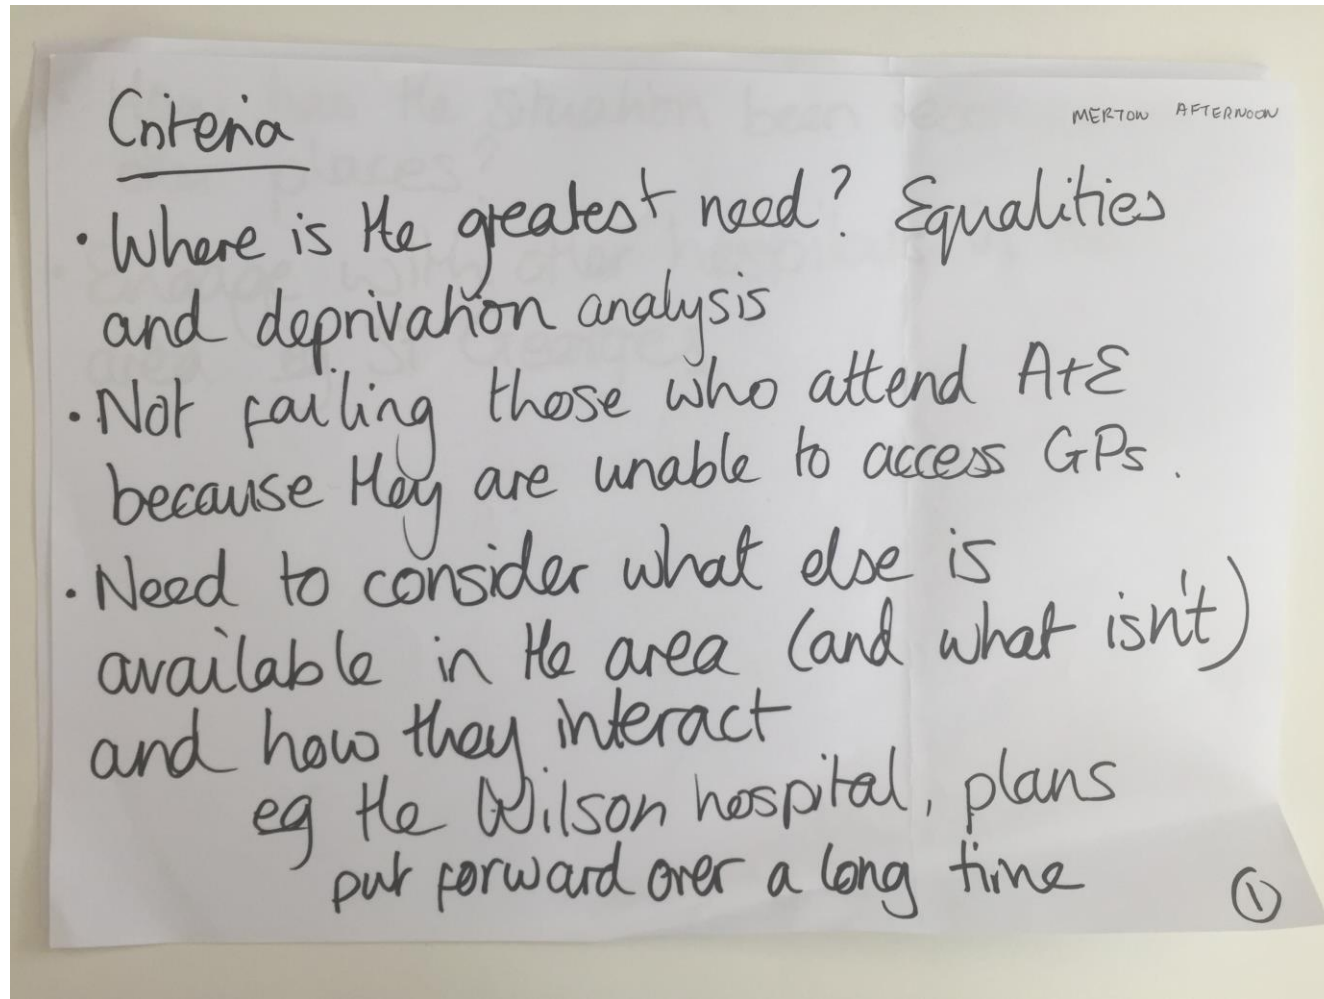 MERTON AFTERNOON
Criteria
• Where is the greatest need? Equalities
and deprivation analysis
• Not failing those who attend A+E
because they are unable to access GPs.
• Need to consider what else is
available in the area (and what isn't)
and how they interact
eg the Wilson hospital, plans
put forward over a long time
①